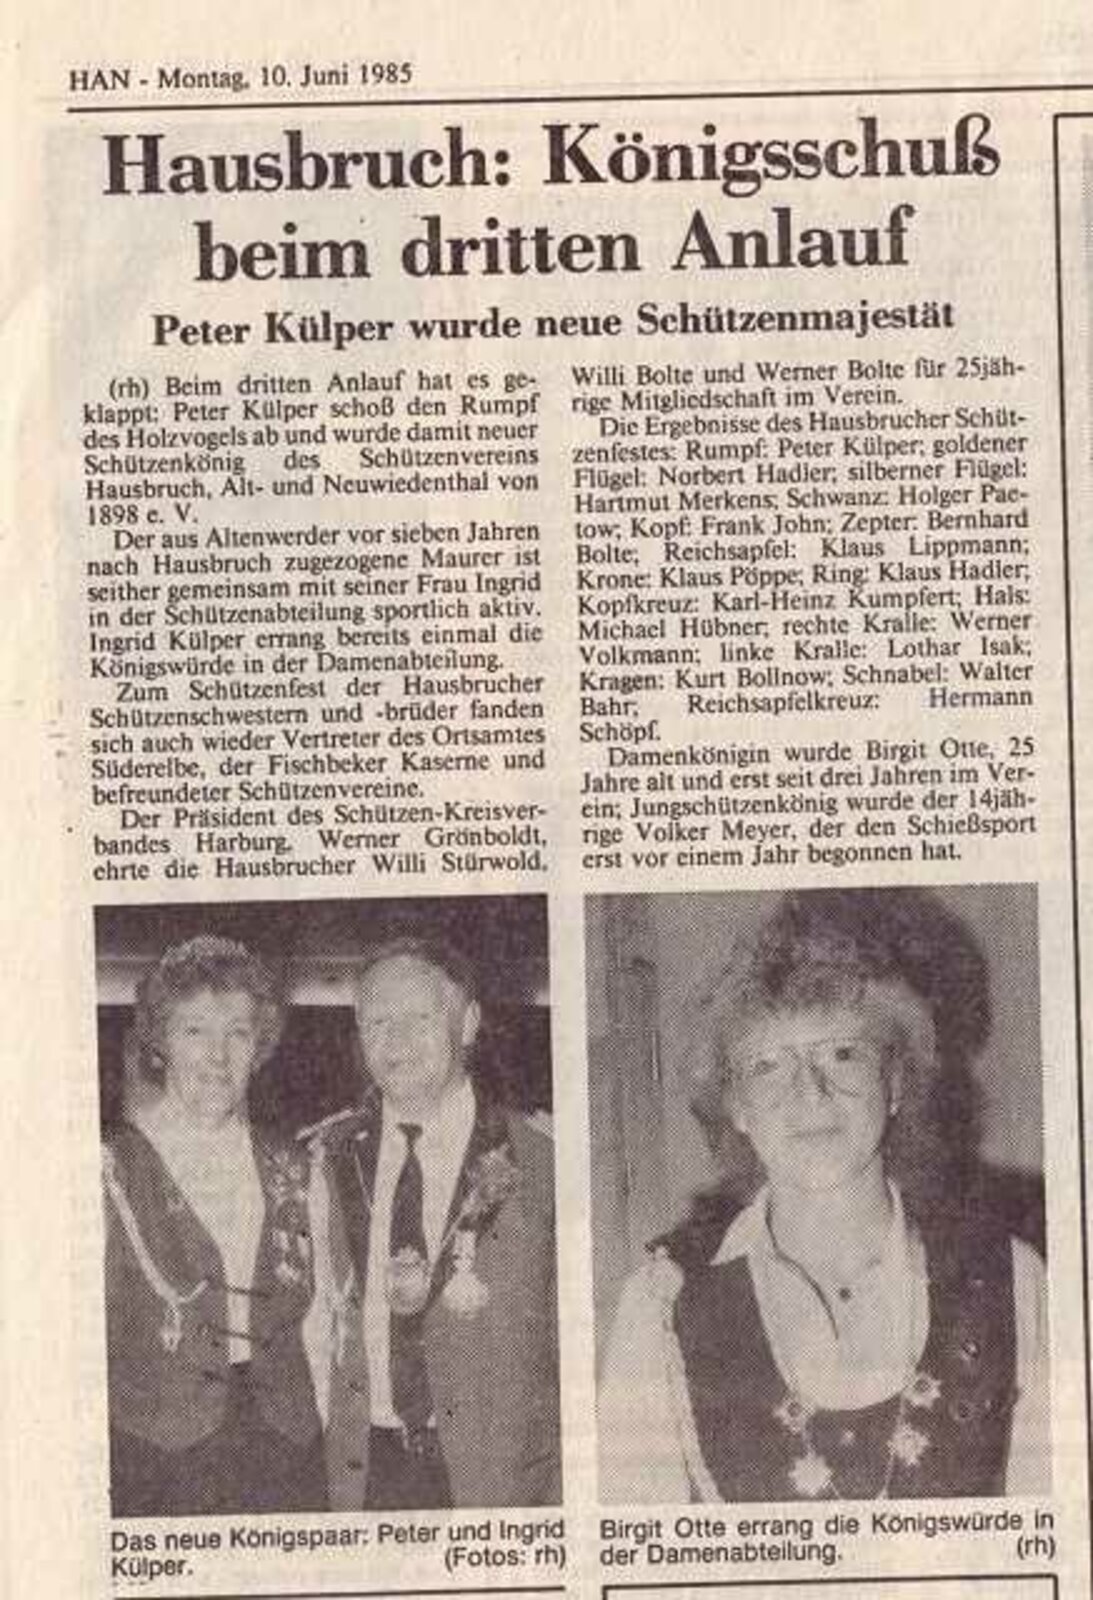 HAN - Montag, 10. Juni 1985
Hausbruch: Königsschuß
beim dritten Anlauf
Peter Külper wurde neue Schützenmajestät
(rh) Beim dritten Anlauf hat es ge-
klappt: Peter Külper schoß den Rumpf
des Holzvogels ab und wurde damit neuer
Schützenkönig des Schützenvereins
Hausbruch, Alt- und Neuwiedenthal von
1898 e. V.
Der aus Altenwerder vor sieben Jahren
nach Hausbruch zugezogene Maurer ist
seither gemeinsam mit seiner Frau Ingrid
in der Schützenabteilung sportlich aktiv.
Ingrid Külper errang bereits einmal die
Königswürde in der Damenabteilung.
Zum Schützenfest der Hausbrucher
Schützenschwestern und -brüder fanden
sich auch wieder Vertreter des Ortsamtes
Süderelbe, der Fischbeker Kaserne und
befreundeter Schützenvereine.
Der Präsident des Schützen-Kreisver-
bandes Harburg, Werner Grönboldt,
ehrte die Hausbrucher Willi Stürwold,
Willi Bolte und Werner Bolte für 25jäh-
rige Mitgliedschaft im Verein.
Die Ergebnisse des Hausbrucher Schüt-
zenfestes: Rumpf: Peter Külper; goldener
Flügel: Norbert Hadler; silberner Flügel:
Hartmut Merkens; Schwanz: Holger Pae-
tow; Kopf: Frank John; Zepter: Bernhard
Bolte; Reichsapfel: Klaus Lippmann;
Krone: Klaus Pöppe; Ring: Klaus Hadler;
Kopfkreuz: Karl-Heinz Kumpfert; Hals:
Michael Hübner; rechte Kralle: Werner
Volkmann; linke Kralle: Lothar Isak;
Kragen: Kurt Bollnow; Schnabel: Walter
Bahr; Reichsapfelkreuz: Hermann
Schöpf.
Damenkönigin wurde Birgit Otte, 25
Jahre alt und erst seit drei Jahren im Ver-
ein; Jungschützenkönig wurde der 14jäh-
rige Volker Meyer, der den Schießsport
erst vor einem Jahr begonnen hat.
Das neue Königspaar: Peter und Ingrid
Külper. (Fotos: rh)
Birgit Otte errang die Königswürde in
der Damenabteilung. (rh)